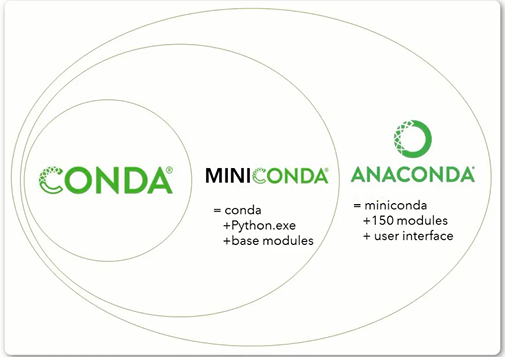 CONDA®
MINICONDA®
= conda
+Python.exe
+base modules
ANACONDA®
= miniconda
+150 modules
+ user interface